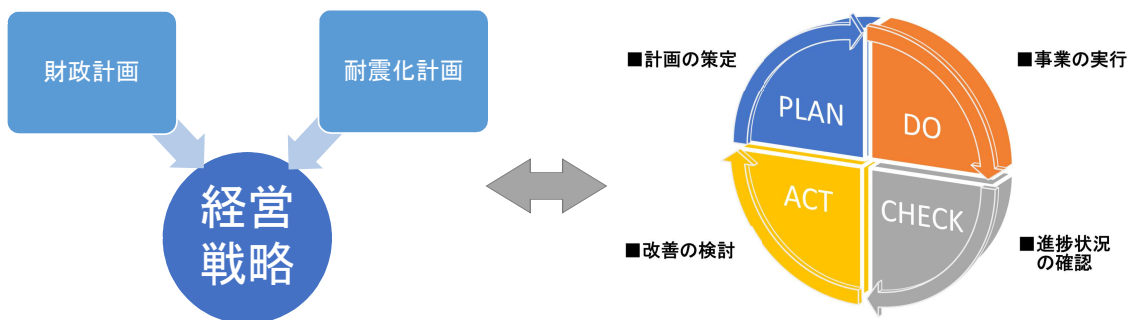 財政計画
耐震化計画
経営
戦略
■計画の策定
PLAN
■事業の実行
DO
ACT
■改善の検討
CHECK
■進捗状況
の確認